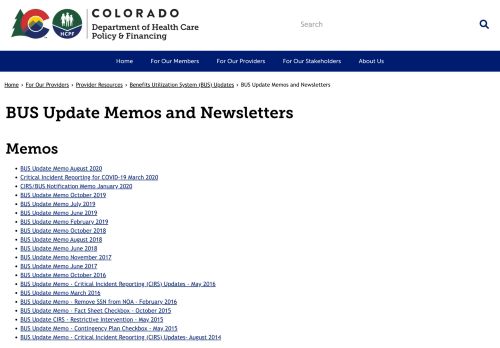 COLORADO
Department of Health Care
Policy & Financing
HCPF
Search
Home For Our Members For Our Providers For Our Stakeholders About Us
Home › For Our Providers › Provider Resources › Benefits Utilization System (BUS) Updates › BUS Update Memos and Newsletters
BUS Update Memos and Newsletters
Memos
• BUS Update Memo August 2020
• Critical Incident Reporting for COVID-19 March 2020
• CIRS/BUS Notification Memo January 2020
• BUS Update Memo October 2019
• BUS Update Memo July 2019
• BUS Update Memo June 2019
• BUS Update Memo February 2019
• BUS Update Memo October 2018
• BUS Update Memo August 2018
• BUS Update Memo June 2018
• BUS Update Memo November 2017
• BUS Update Memo June 2017
• BUS Update Memo October 2016
• BUS Update Memo - Critical Incident Reporting (CIRS) Updates - May 2016
• BUS Update Memo March 2016
• BUS Update Memo - Remove SSN from NOA - February 2016
• BUS Update Memo - Fact Sheet Checkbox - October 2015
• BUS Update CIRS - Restrictive Intervention - May 2015
• BUS Update Memo - Contingency Plan Checkbox - May 2015
• BUS Update Memo - Critical Incident Reporting (CIRS) Updates- August 2014